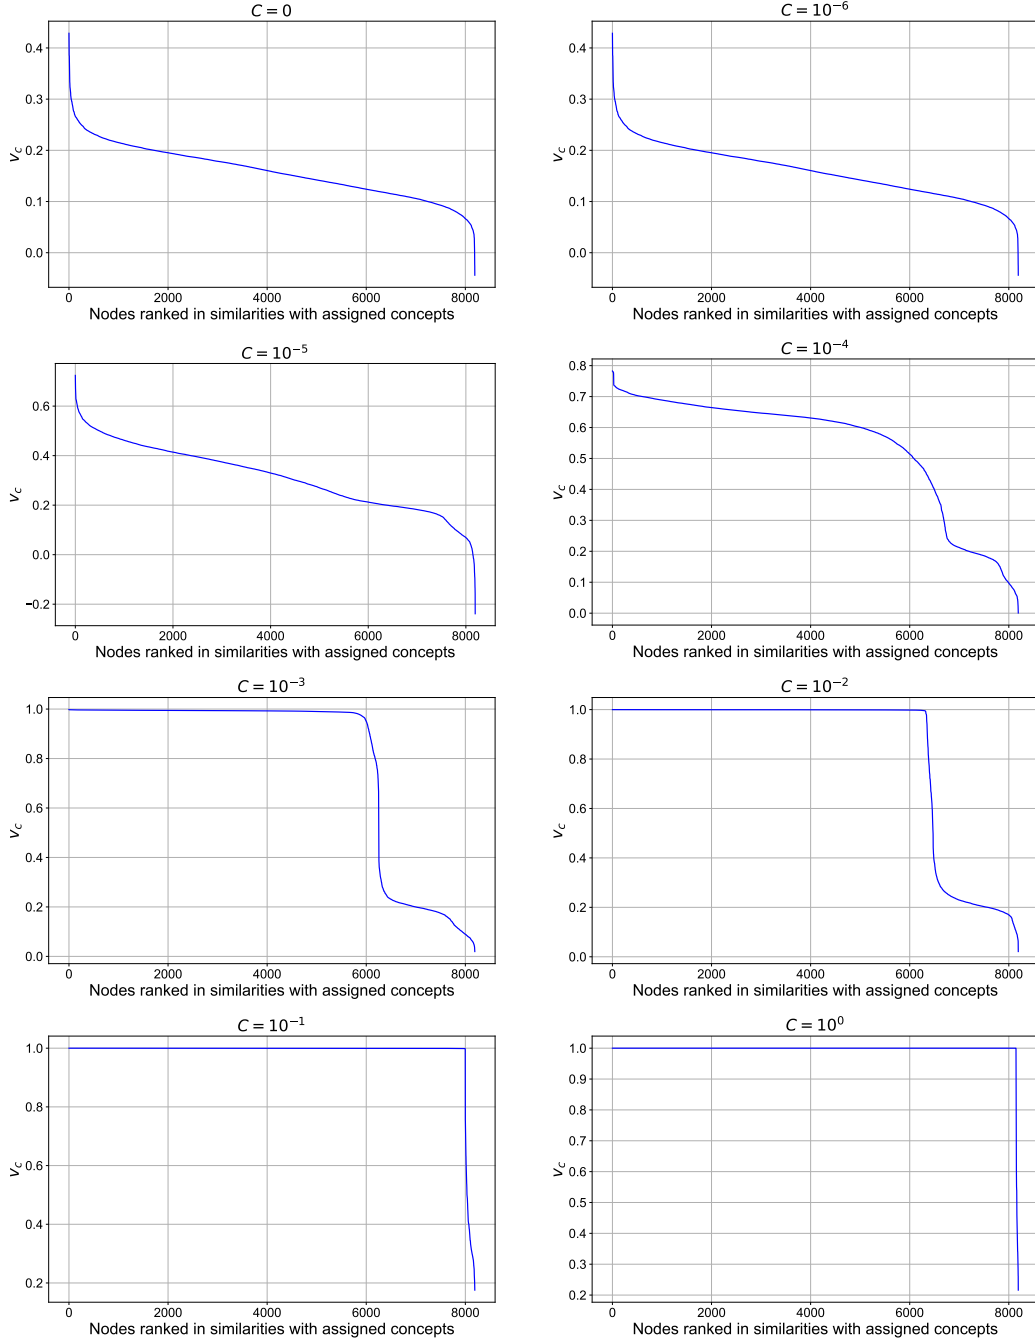 C = 0
0.4
0.3
0.2
0.1
0.0
v_c
0 2000 4000 6000 8000
Nodes ranked in similarities with assigned concepts
C = 10^{-6}
0.4
0.3
0.2
0.1
0.0
v_c
0 2000 4000 6000 8000
Nodes ranked in similarities with assigned concepts
C = 10^{-5}
0.6
0.4
0.2
0.0
−0.2
v_c
0 2000 4000 6000 8000
Nodes ranked in similarities with assigned concepts
C = 10^{-4}
0.8
0.7
0.6
0.5
0.4
0.3
0.2
0.1
0.0
v_c
0 2000 4000 6000 8000
Nodes ranked in similarities with assigned concepts
C = 10^{-3}
1.0
0.8
0.6
0.4
0.2
0.0
v_c
0 2000 4000 6000 8000
Nodes ranked in similarities with assigned concepts
C = 10^{-2}
1.0
0.8
0.6
0.4
0.2
0.0
v_c
0 2000 4000 6000 8000
Nodes ranked in similarities with assigned concepts
C = 10^{-1}
1.0
0.8
0.6
0.4
0.2
v_c
0 2000 4000 6000 8000
Nodes ranked in similarities with assigned concepts
C = 10^{0}
1.0
0.9
0.8
0.7
0.6
0.5
0.4
0.3
0.2
v_c
0 2000 4000 6000 8000
Nodes ranked in similarities with assigned concepts